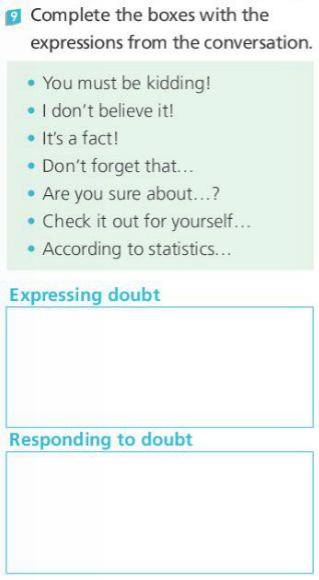 9 Complete the boxes with the
expressions from the conversation.
• You must be kidding!
• I don't believe it!
• It's a fact!
• Don't forget that...
• Are you sure about...?
• Check it out for yourself...
• According to statistics...
Expressing doubt
Responding to doubt